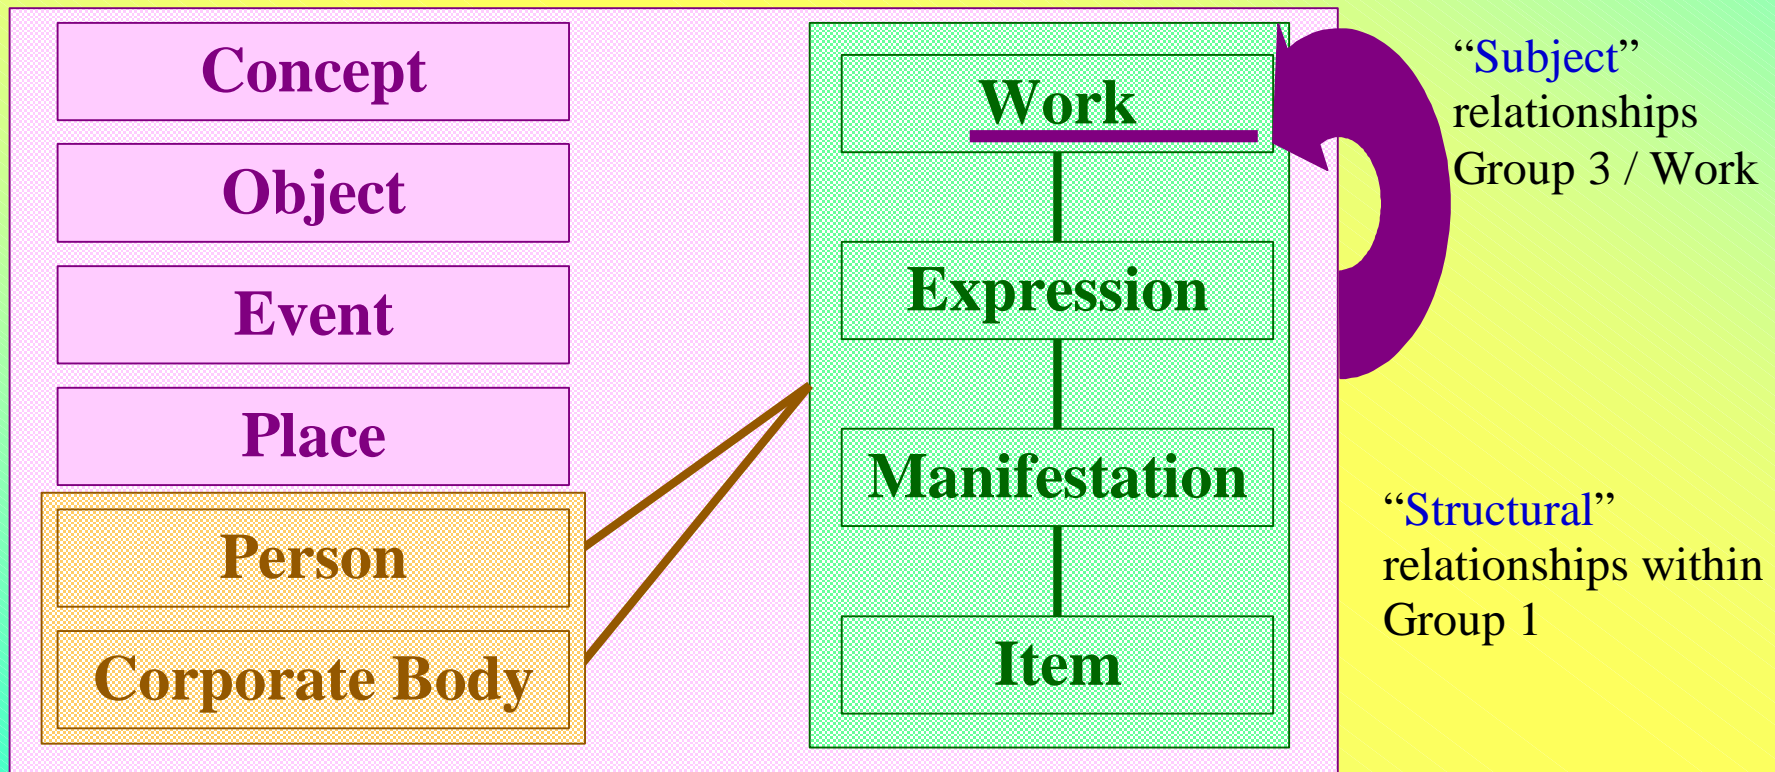 Concept
Object
Event
Place
Person
Corporate Body
Work
Expression
Manifestation
Item
“Subject”
relationships
Group 3 / Work
“Structural”
relationships within
Group 1